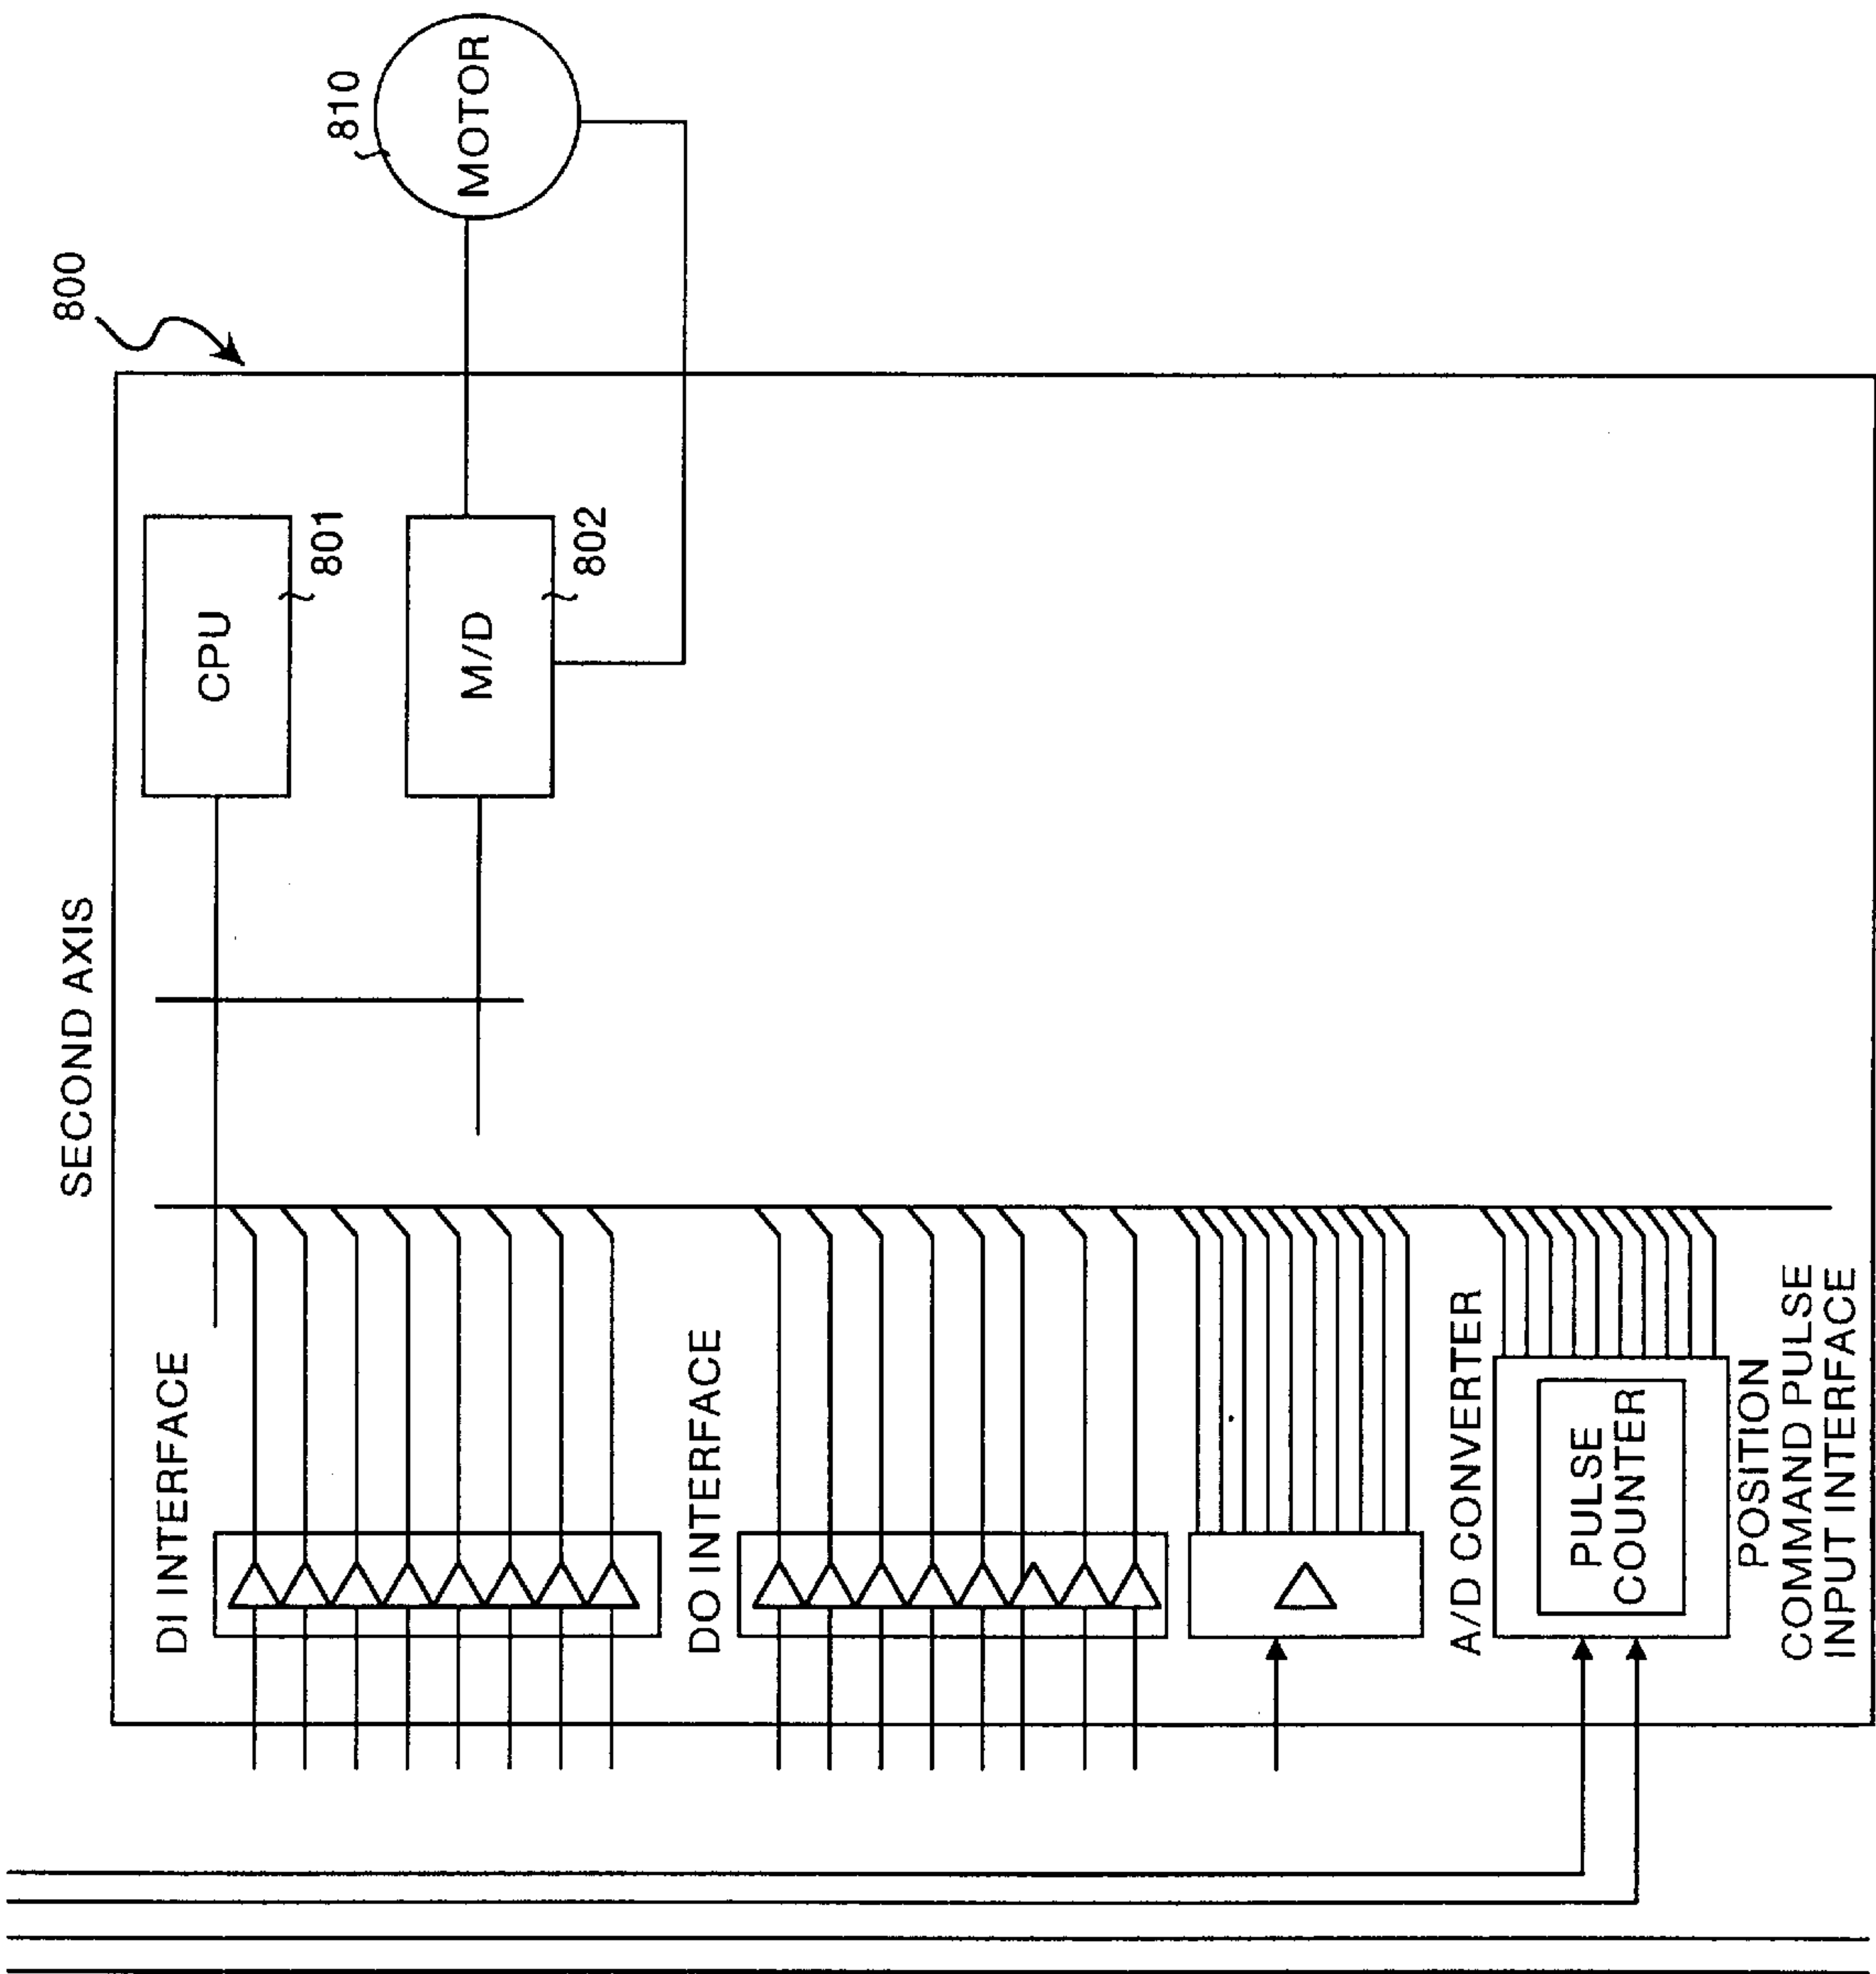 SECOND AXIS
800
DI INTERFACE
CPU
801
810
MOTOR
M/D
802
DO INTERFACE
A/D CONVERTER
PULSE
COUNTER
POSITION
COMMAND PULSE
INPUT INTERFACE